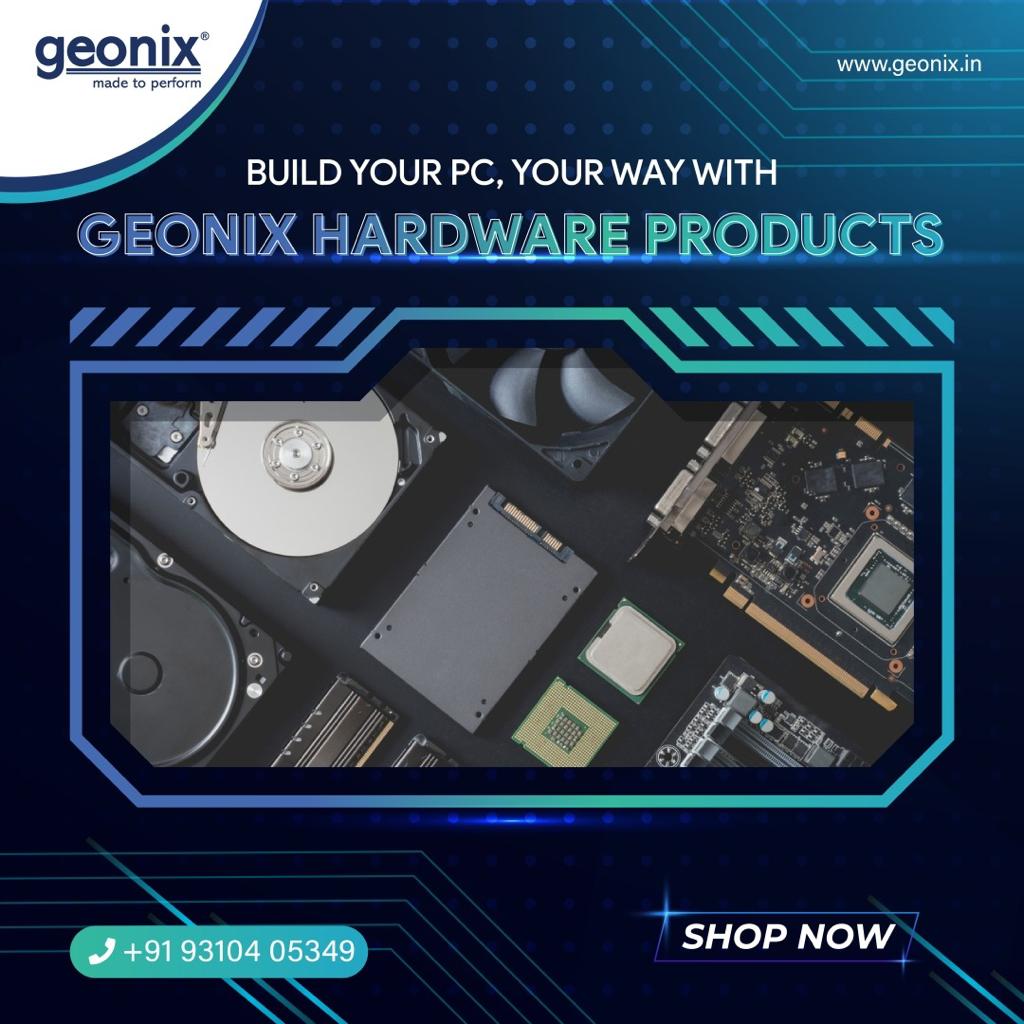 geonix®
made to perform
www.geonix.in
BUILD YOUR PC, YOUR WAY WITH
GEONIX HARDWARE PRODUCTS
+91 93104 05349
SHOP NOW